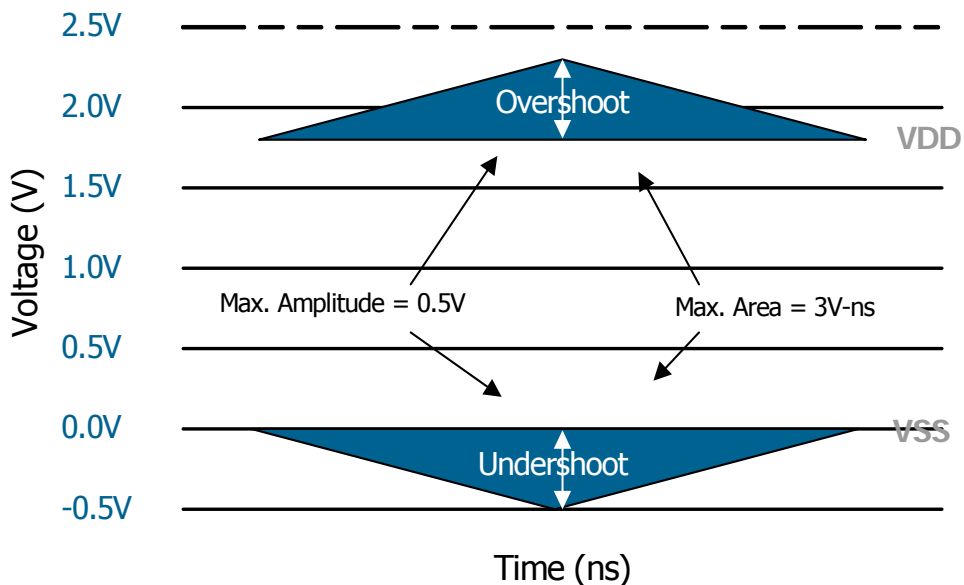 2.5V
Overshoot
2.0V
VDD
1.5V
Voltage (V)
1.0V
Max. Amplitude = 0.5V
Max. Area = 3V-ns
0.5V
0.0V
VSS
Undershoot
-0.5V
Time (ns)